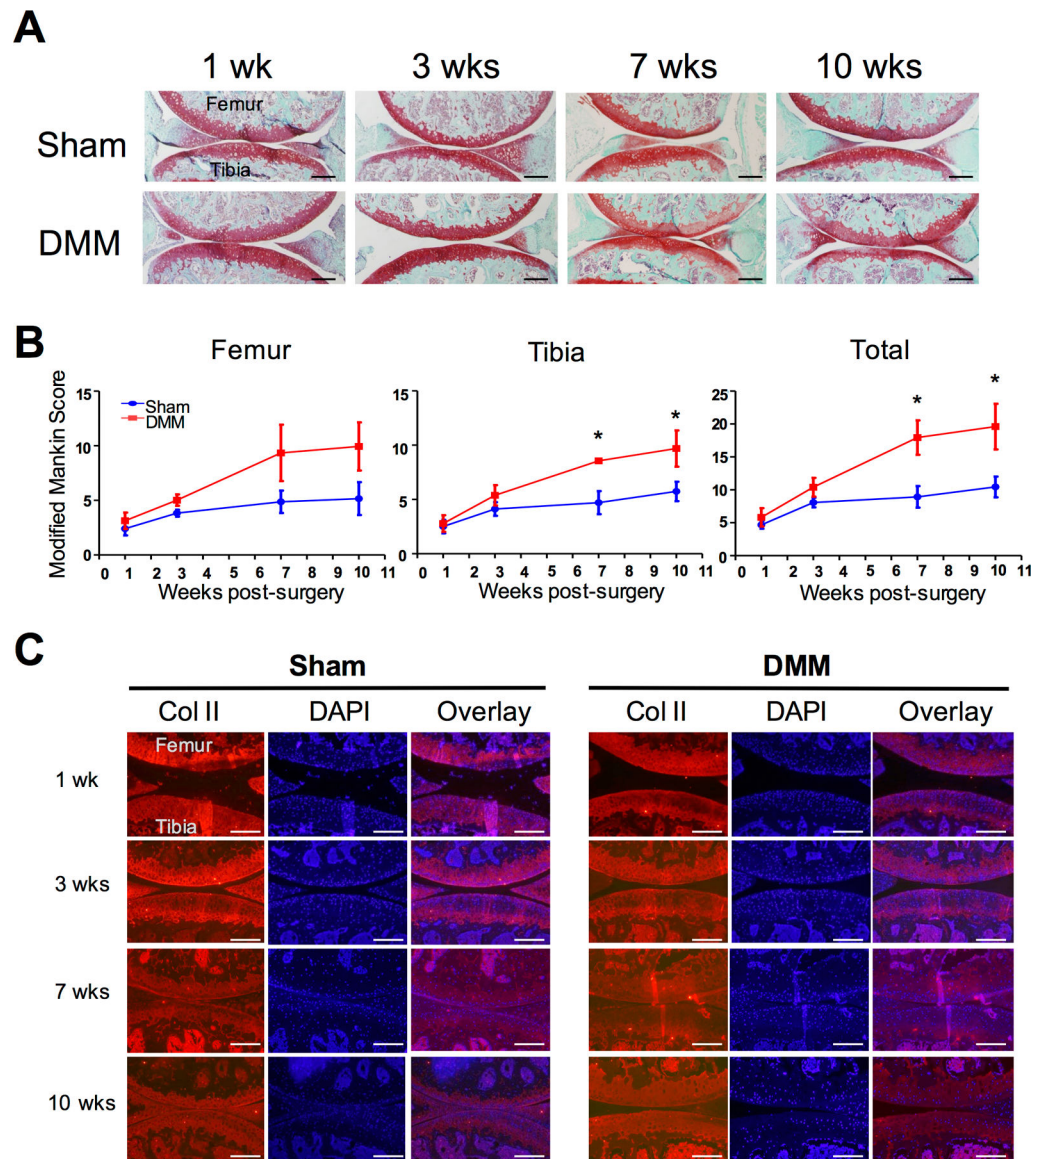 A
1 wk 3 wks 7 wks 10 wks
Femur
Sham
Tibia
DMM
B
Femur Tibia Total
Modified Mankin Score
15 15 25
Sham
DMM
* * * *
20
10 10 15
10
5 5 5
0 0 0
0 1 2 3 4 5 6 7 8 9 10 11 0 1 2 3 4 5 6 7 8 9 10 11 0 1 2 3 4 5 6 7 8 9 10 11
Weeks post-surgery Weeks post-surgery Weeks post-surgery
C
Sham DMM
Col II DAPI Overlay Col II DAPI Overlay
Femur
1 wk
Tibia
3 wks
7 wks
10 wks